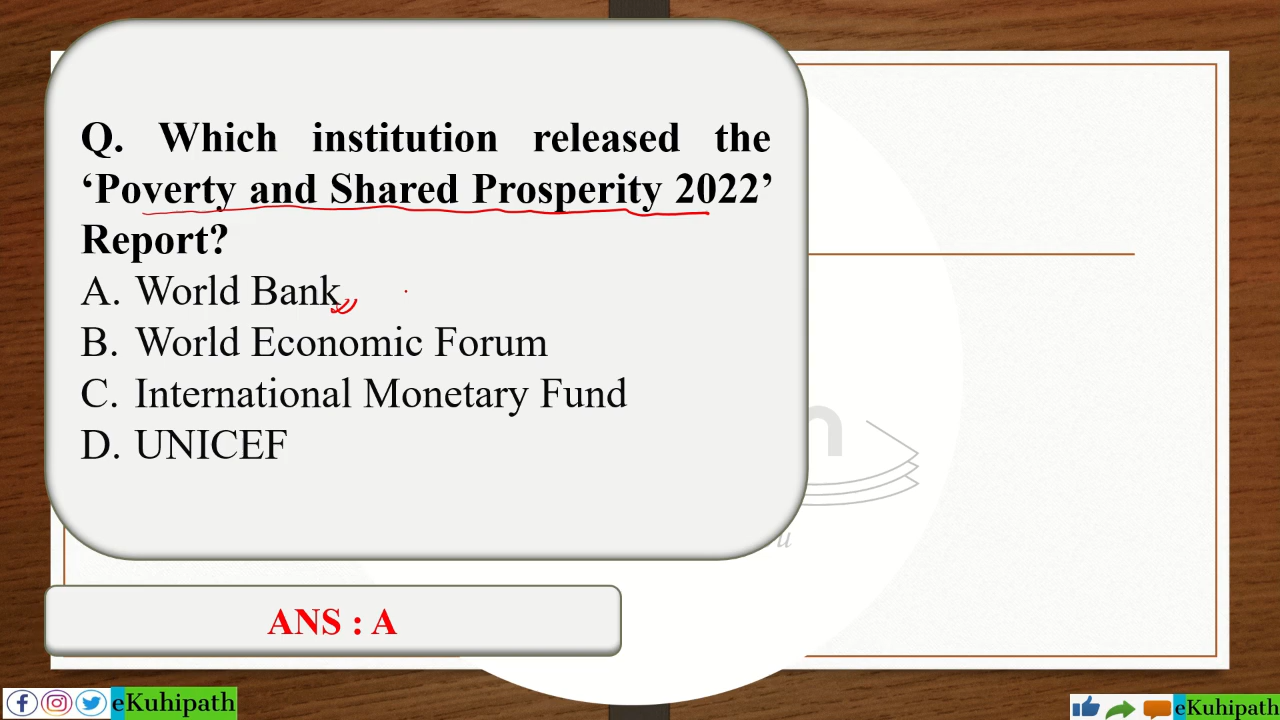 Q. Which institution released the
‘Poverty and Shared Prosperity 2022’
Report?
A. World Bank
B. World Economic Forum
C. International Monetary Fund
D. UNICEF
ANS : A
eKuhipath
eKuhipath